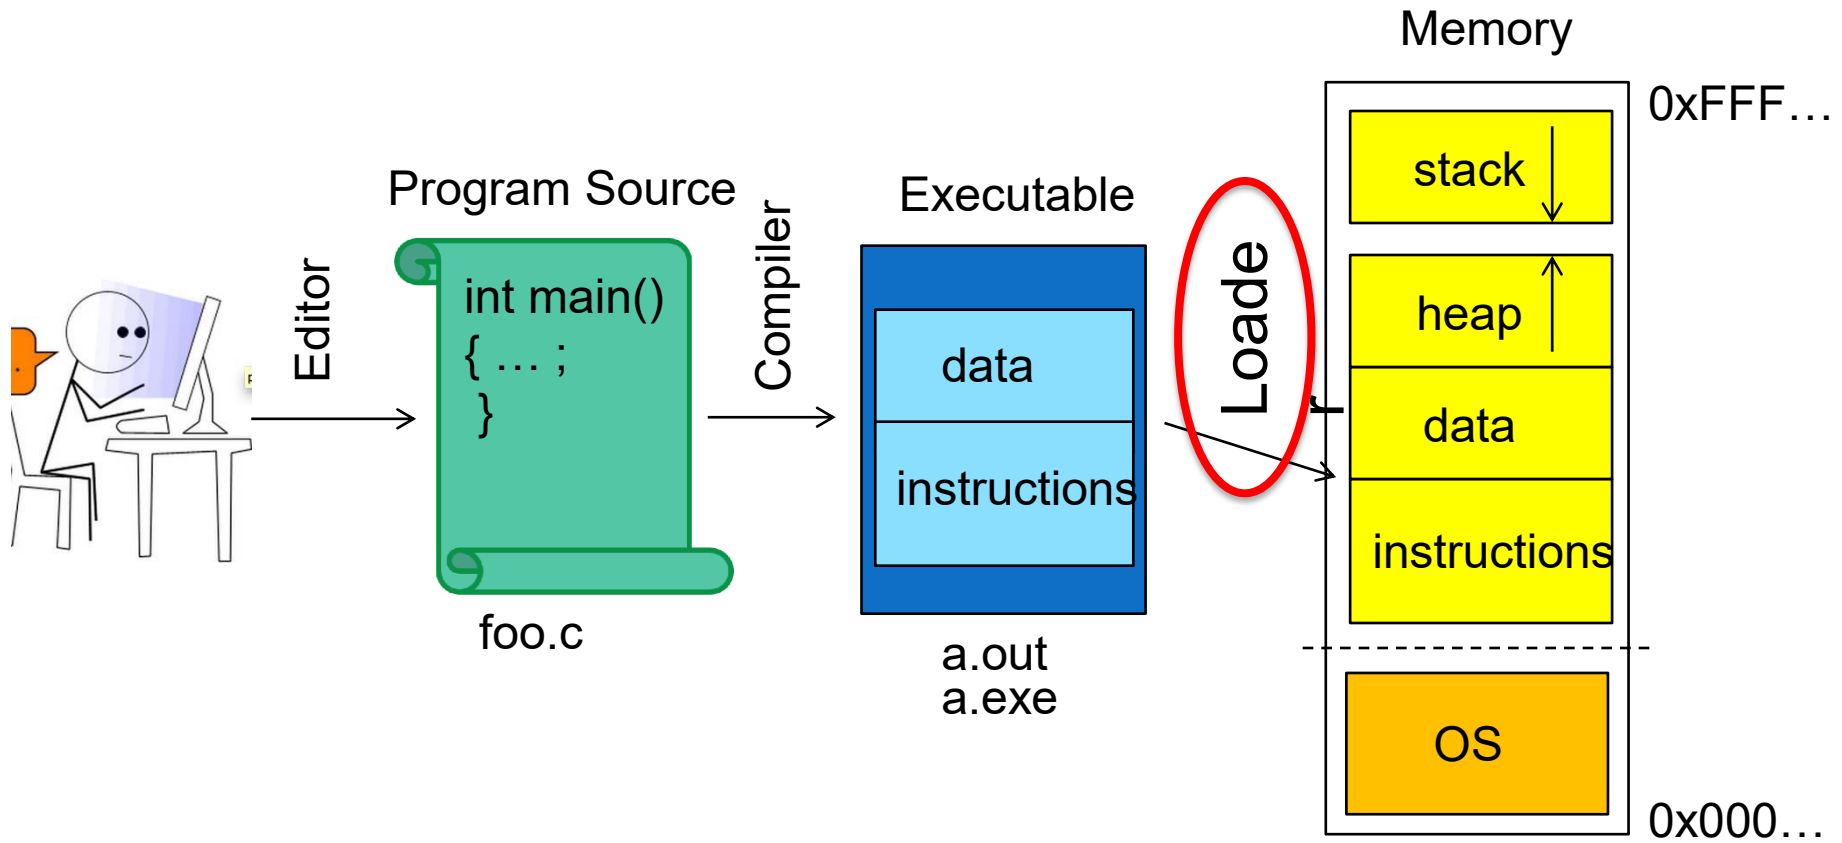 Memory
0xFFF…
stack
Program Source
Executable
Editor
int main()
{ … ;
}
Compiler
data
instructions
Loade
r
heap
data
instructions
foo.c
a.out
a.exe
OS
0x000…